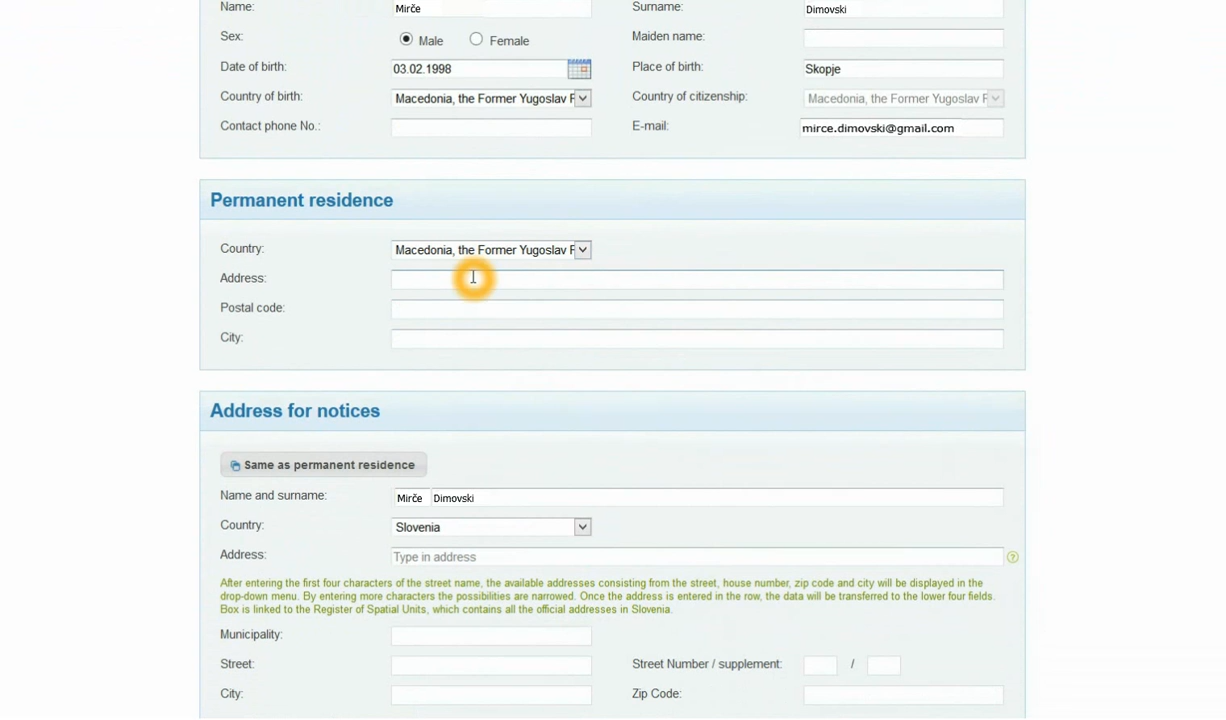 Name: Mirče Surname: Dimovski
Sex: Male Female Maiden name:
Date of birth: 03.02.1998 Place of birth: Skopje
Country of birth: Macedonia, the Former Yugoslav F Country of citizenship: Macedonia, the Former Yugoslav F
Contact phone No.: E-mail: mirce.dimovski@gmail.com
Permanent residence
Country: Macedonia, the Former Yugoslav F
Address:
Postal code:
City:
Address for notices
Same as permanent residence
Name and surname: Mirče Dimovski
Country: Slovenia
Address: Type in address
After entering the first four characters of the street name, the available addresses consisting from the street, house number, zip code and city will be displayed in the
drop-down menu. By entering more characters the possibilities are narrowed. Once the address is entered in the row, the data will be transferred to the lower four fields.
Box is linked to the Register of Spatial Units, which contains all the official addresses in Slovenia.
Municipality:
Street: Street Number / supplement: /
City: Zip Code: